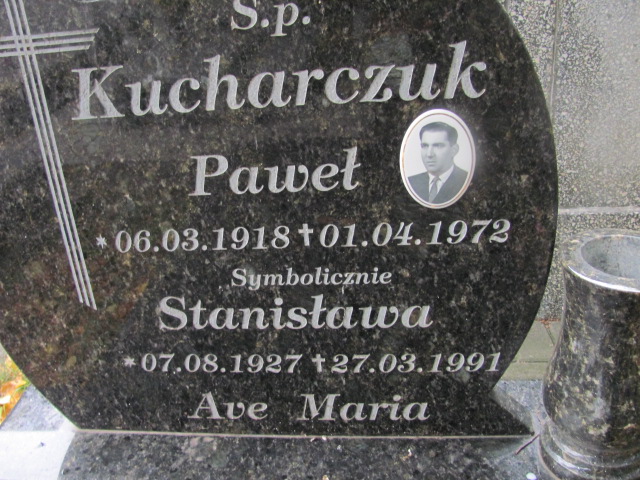 Ś.p.
Kucharczuk
Paweł
*06.03.1918 †01.04.1972
Symbolicznie
Stanisława
*07.08.1927 †27.03.1991
Ave Maria